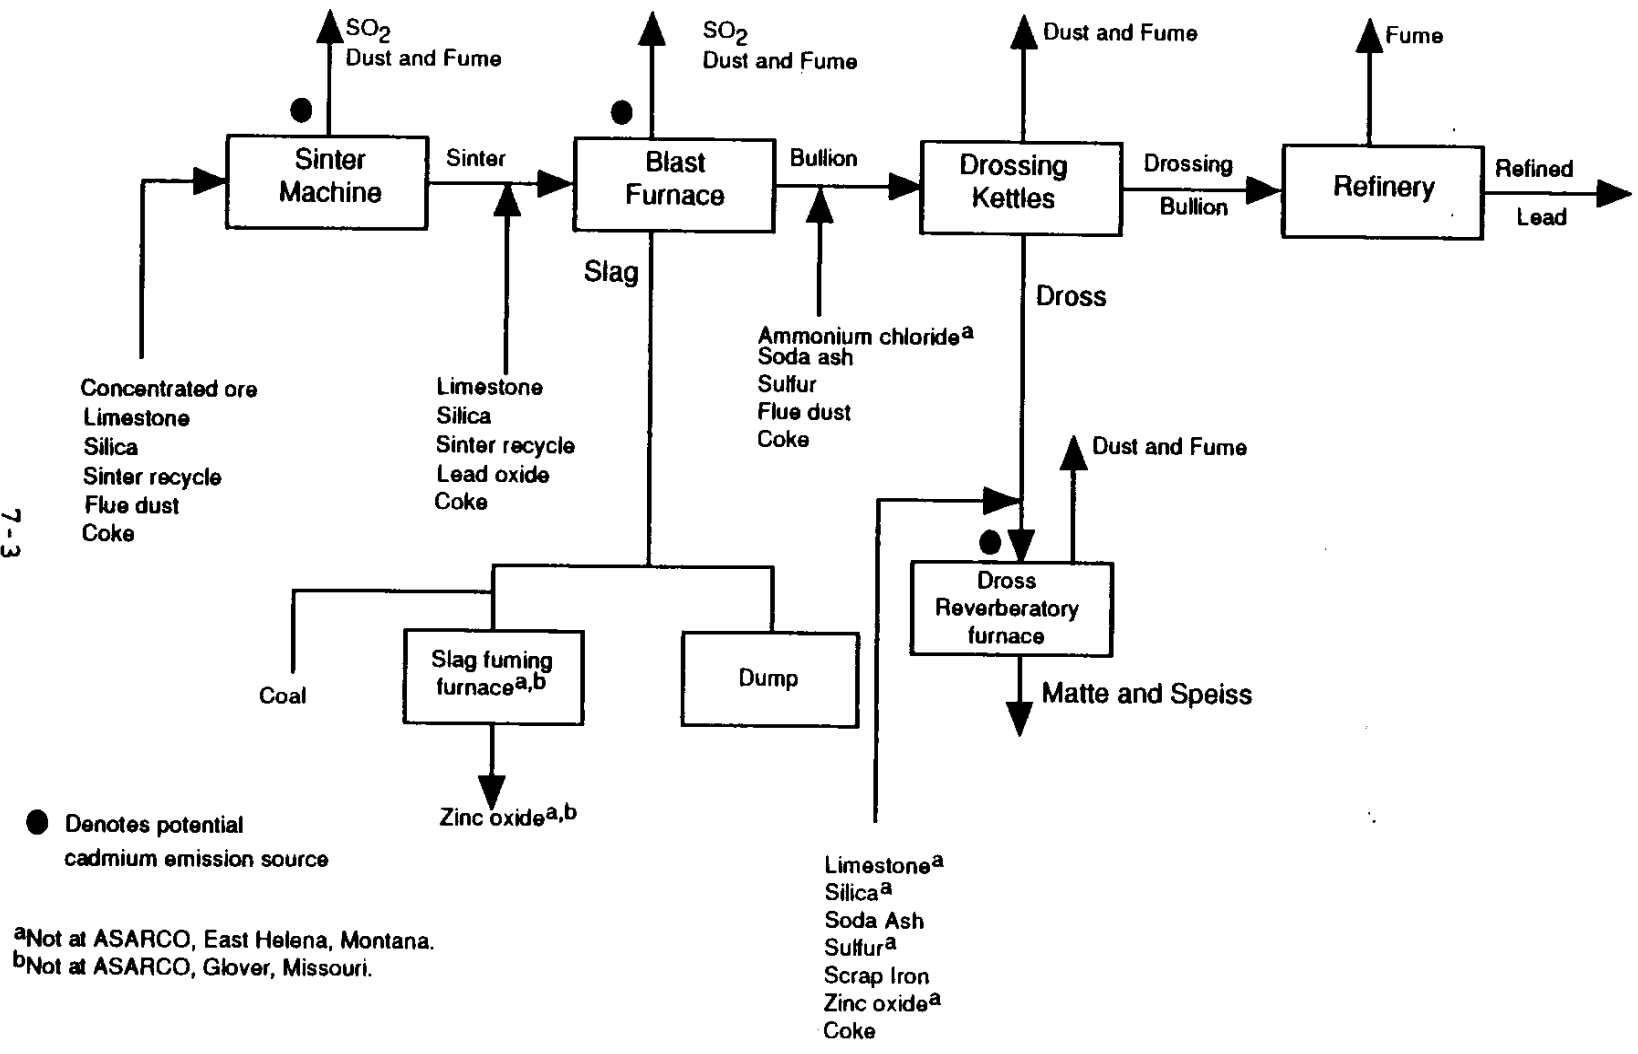 SO2
Dust and Fume
SO2
Dust and Fume
Dust and Fume
Fume
Sinter
Machine
Sinter
Blast
Furnace
Bullion
Drossing
Kettles
Drossing
Bullion
Refinery
Refined
Lead
Slag
Dross
Concentrated ore
Limestone
Silica
Sinter recycle
Flue dust
Coke
Limestone
Silica
Sinter recycle
Lead oxide
Coke
Ammonium chloridea
Soda ash
Sulfur
Flue dust
Coke
Dust and Fume
7-3
Dross
Reverberatory
furnace
Coal
Slag fuming
furnacea,b
Dump
Matte and Speiss
Zinc oxidea,b
Denotes potential
cadmium emission source
Limestonea
Silicaa
Soda Ash
Sulfura
Scrap Iron
Zinc oxidea
Coke
aNot at ASARCO, East Helena, Montana.
bNot at ASARCO, Glover, Missouri.